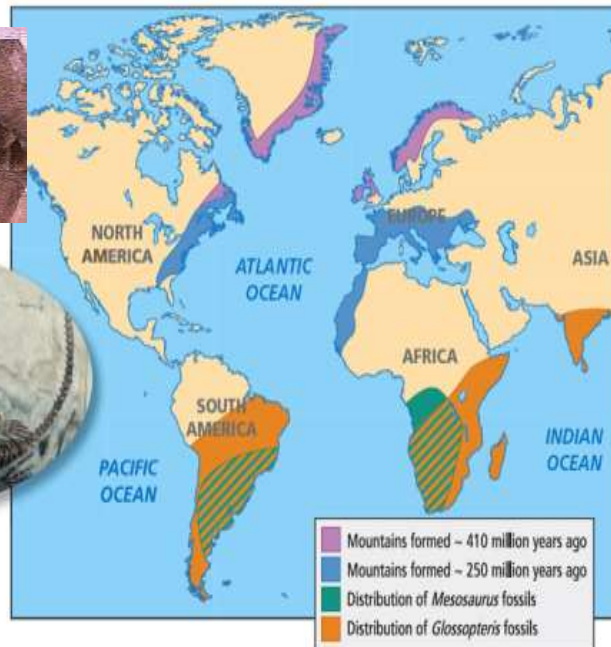 NORTH
AMERICA
EUROPE
ASIA
ATLANTIC
OCEAN
AFRICA
SOUTH
AMERICA
INDIAN
OCEAN
PACIFIC
OCEAN
Mountains formed ~ 410 million years ago
Mountains formed ~ 250 million years ago
Distribution of Mesosaurus fossils
Distribution of Glossopteris fossils